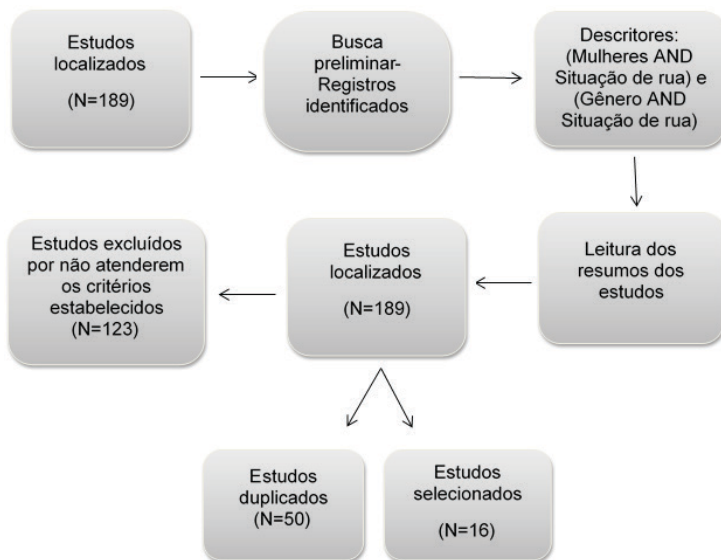 Estudos
localizados
(N=189)
Busca
preliminar-
Registros
identificados
Descritores:
(Mulheres AND
Situação de rua) e
(Gênero AND
Situação de rua)
Leitura dos
resumos dos
estudos
Estudos
localizados
(N=189)
Estudos excluídos
por não atenderem
os critérios
estabelecidos
(N=123)
Estudos
duplicados
(N=50)
Estudos
selecionados
(N=16)